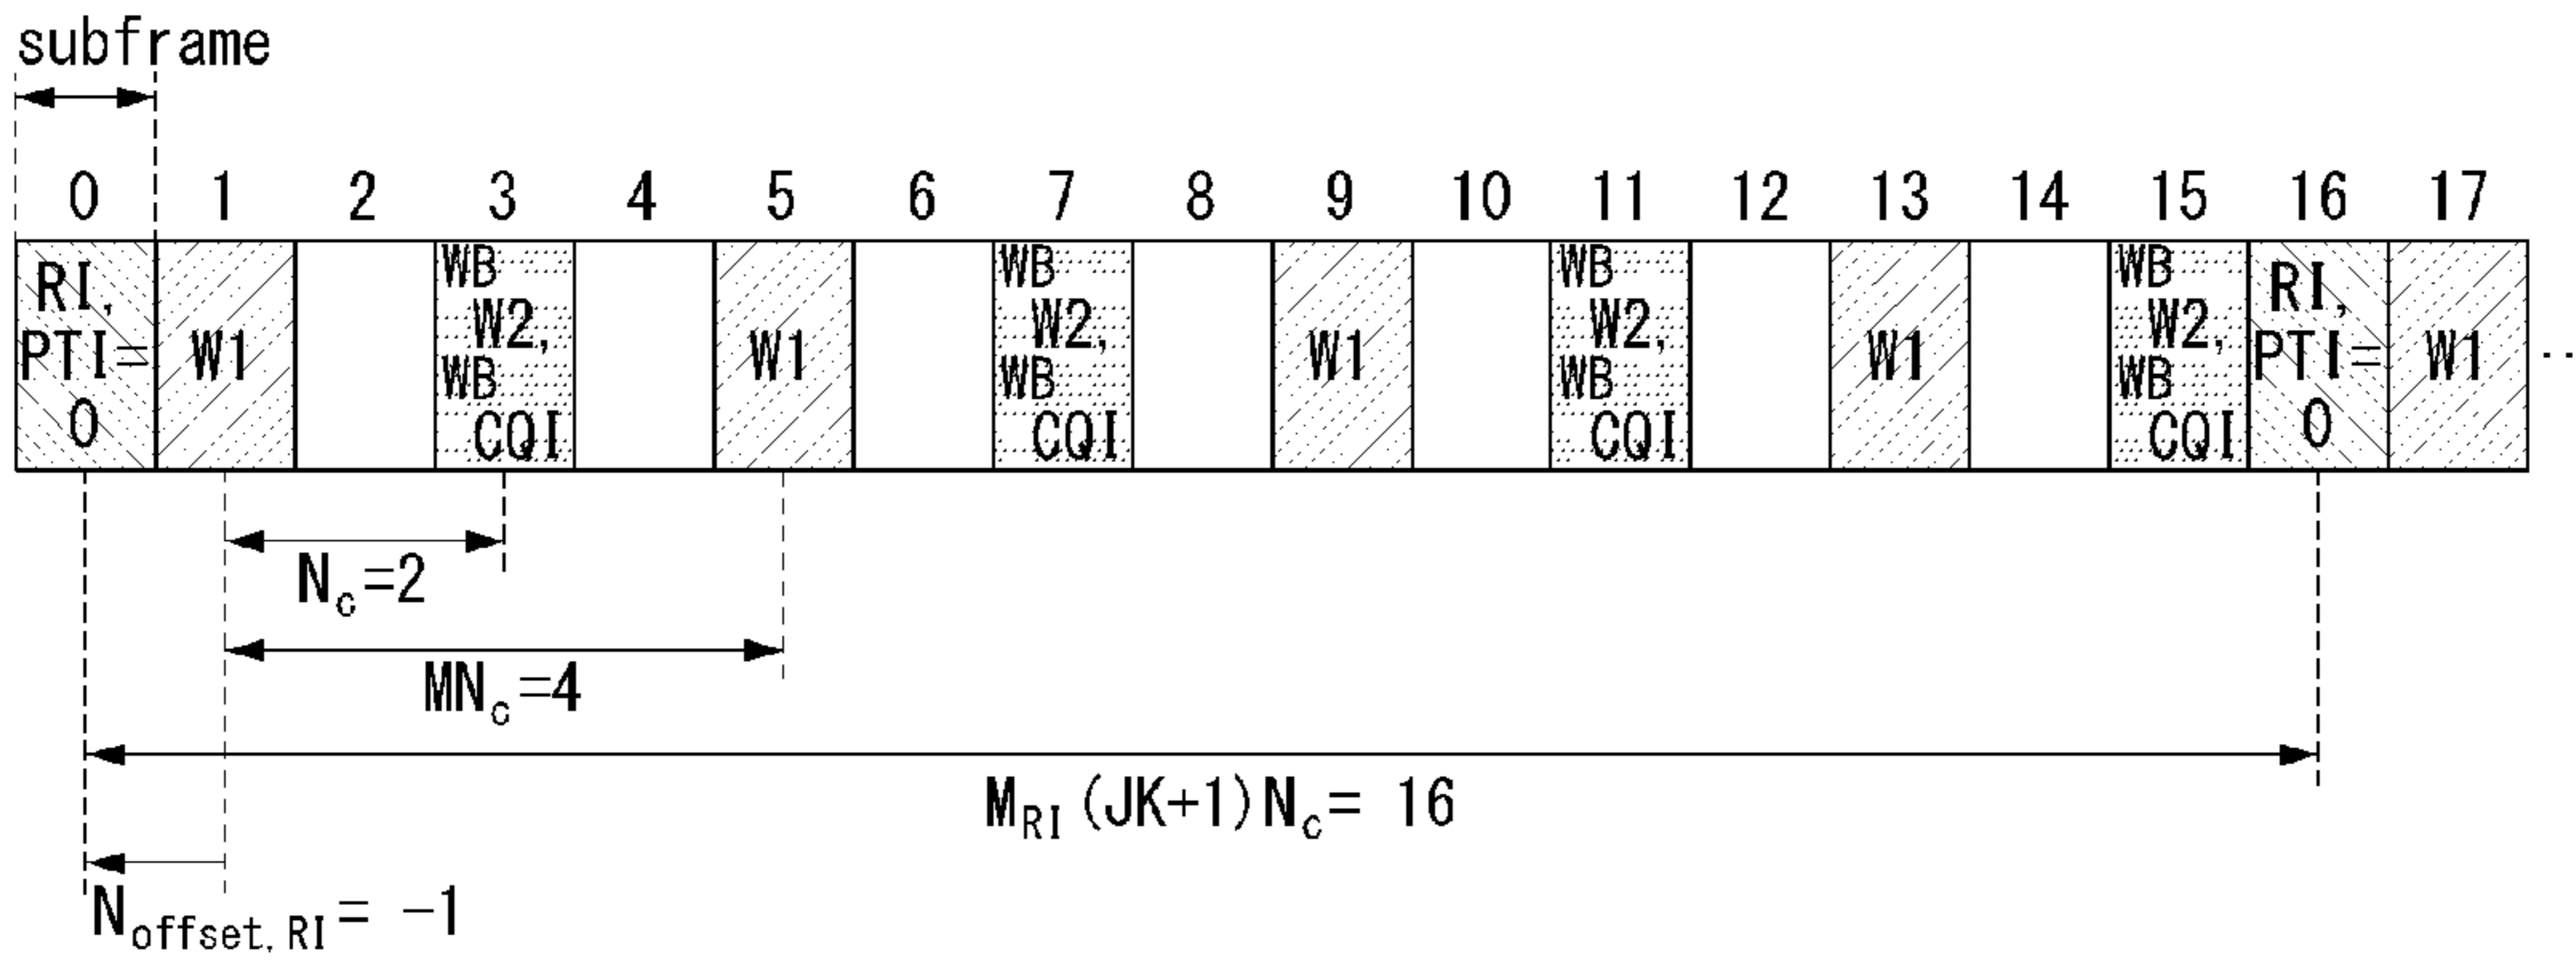 subframe
0 1 2 3 4 5 6 7 8 9 10 11 12 13 14 15 16 17
RI,
PTI=
0
W1
WB
W2,
WB
CQI
W1
WB
W2,
WB
CQI
W1
WB
W2,
WB
CQI
W1
WB
W2,
WB
CQI
RI,
PTI=
0
W1
..
Nc=2
MNc=4
MRI(JK+1)Nc= 16
Noffset,RI= -1